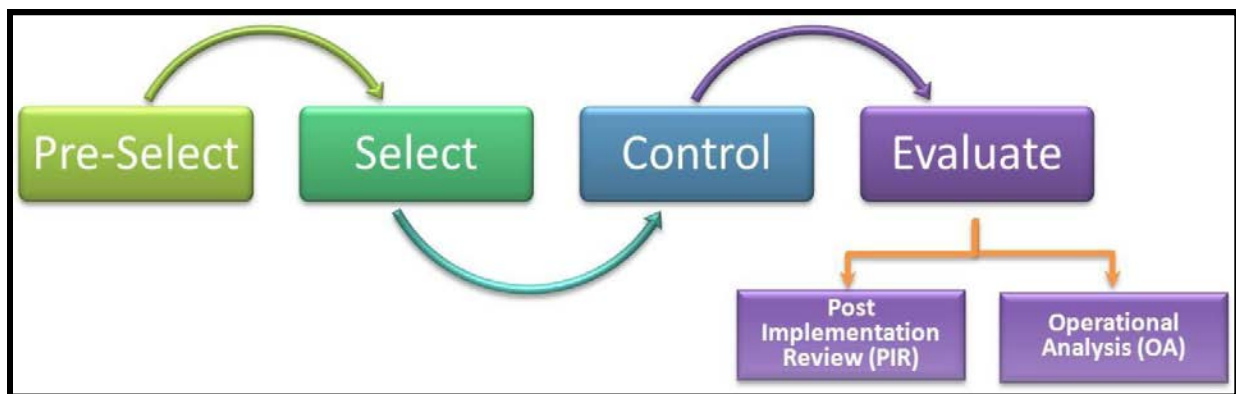 Pre-Select
Select
Control
Evaluate
Post
Implementation
Review (PIR)
Operational
Analysis (OA)